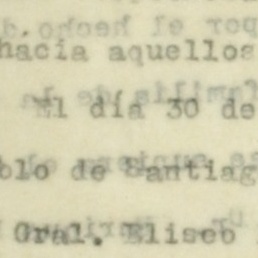 hacia aquellos
El día 30 de
blo de Santiag
Gral. Eliseo